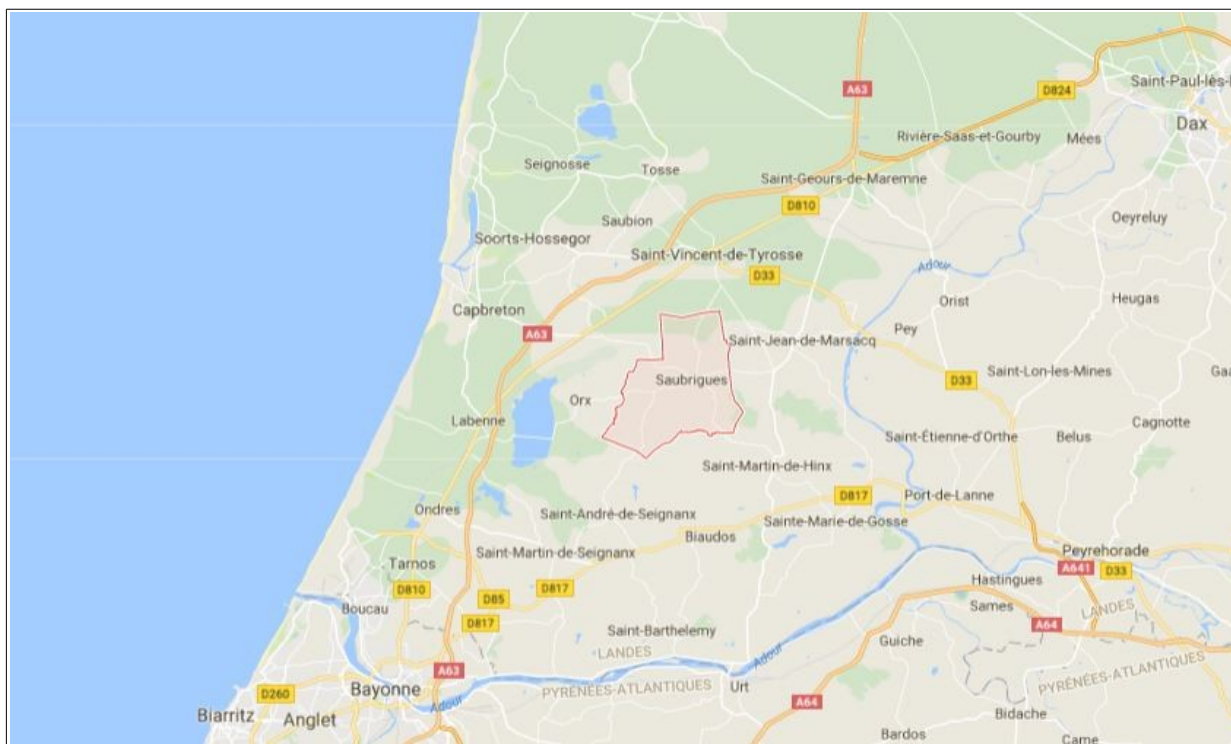 Saint-Paul-lès-
A63
D824
Dax
Rivière-Saas-et-Gourby
Mées
Seignosse
Tosse
Saint-Geours-de-Maremne
D810
Saubion
Oeyreluy
Soorts-Hossegor
Saint-Vincent-de-Tyrosse
D33
Adour
Capbreton
Orist
Heugas
A63
Saint-Jean-de-Marsacq
Pey
Saubrigues
D33
Saint-Lon-les-Mines
Gaa
Orx
Labenne
Cagnotte
Saint-Étienne-d'Orthe
Belus
Saint-Martin-de-Hinx
D817
Port-de-Lanne
Ondres
Saint-André-de-Seignanx
Sainte-Marie-de-Gosse
Biaudos
Saint-Martin-de-Seignanx
Peyrehorade
Tarnos
A641
D33
D810
D85
D817
Hastingues
Boucau
Sames
LANDES
D817
A64
Saint-Barthelemy
Guiche
LANDES
Adour
A63
PYRÉNÉES-ATLANTIQUES
Bayonne
PYRÉNÉES-ATLANTIQUES
Urt
D260
Adour
A64
Biarritz
Anglet
Bidache
Bardos
Came